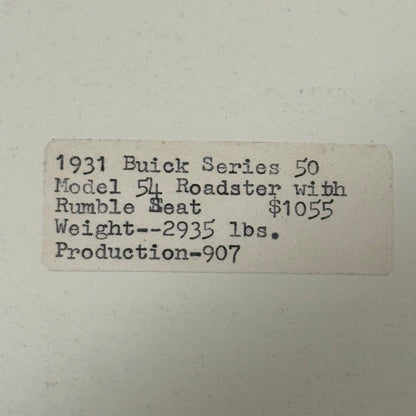 1931 Buick Series 50
Model 54 Roadster with
Rumble Seat $1055
Weight--2935 lbs.
Production-907